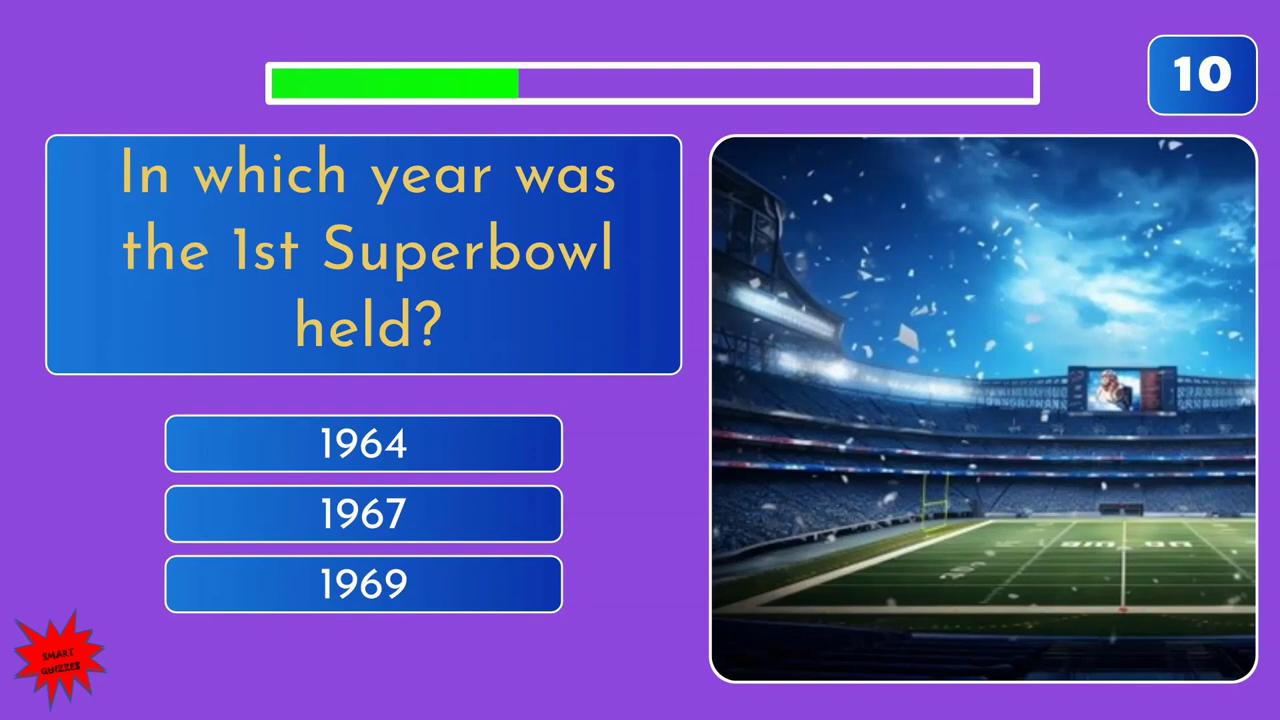 10
In which year was
the 1st Superbowl
held?
1964
1967
1969
SMART
QUIZZES